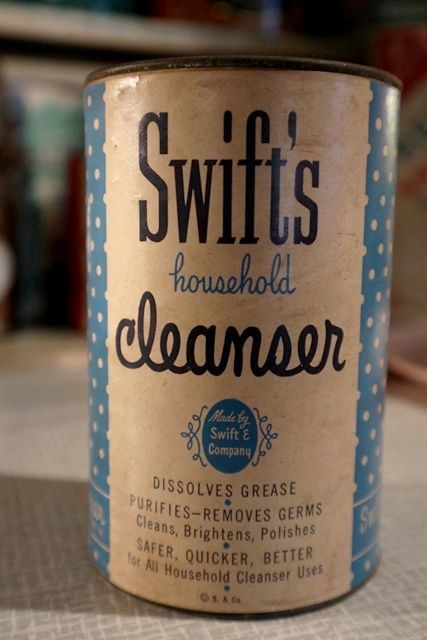 Swift's
household
cleanser
Made by
Swift &
Company
DISSOLVES GREASE
PURIFIES—REMOVES GERMS
Cleans, Brightens, Polishes
SAFER, QUICKER, BETTER
for All Household Cleanser Uses
© S. & Co.